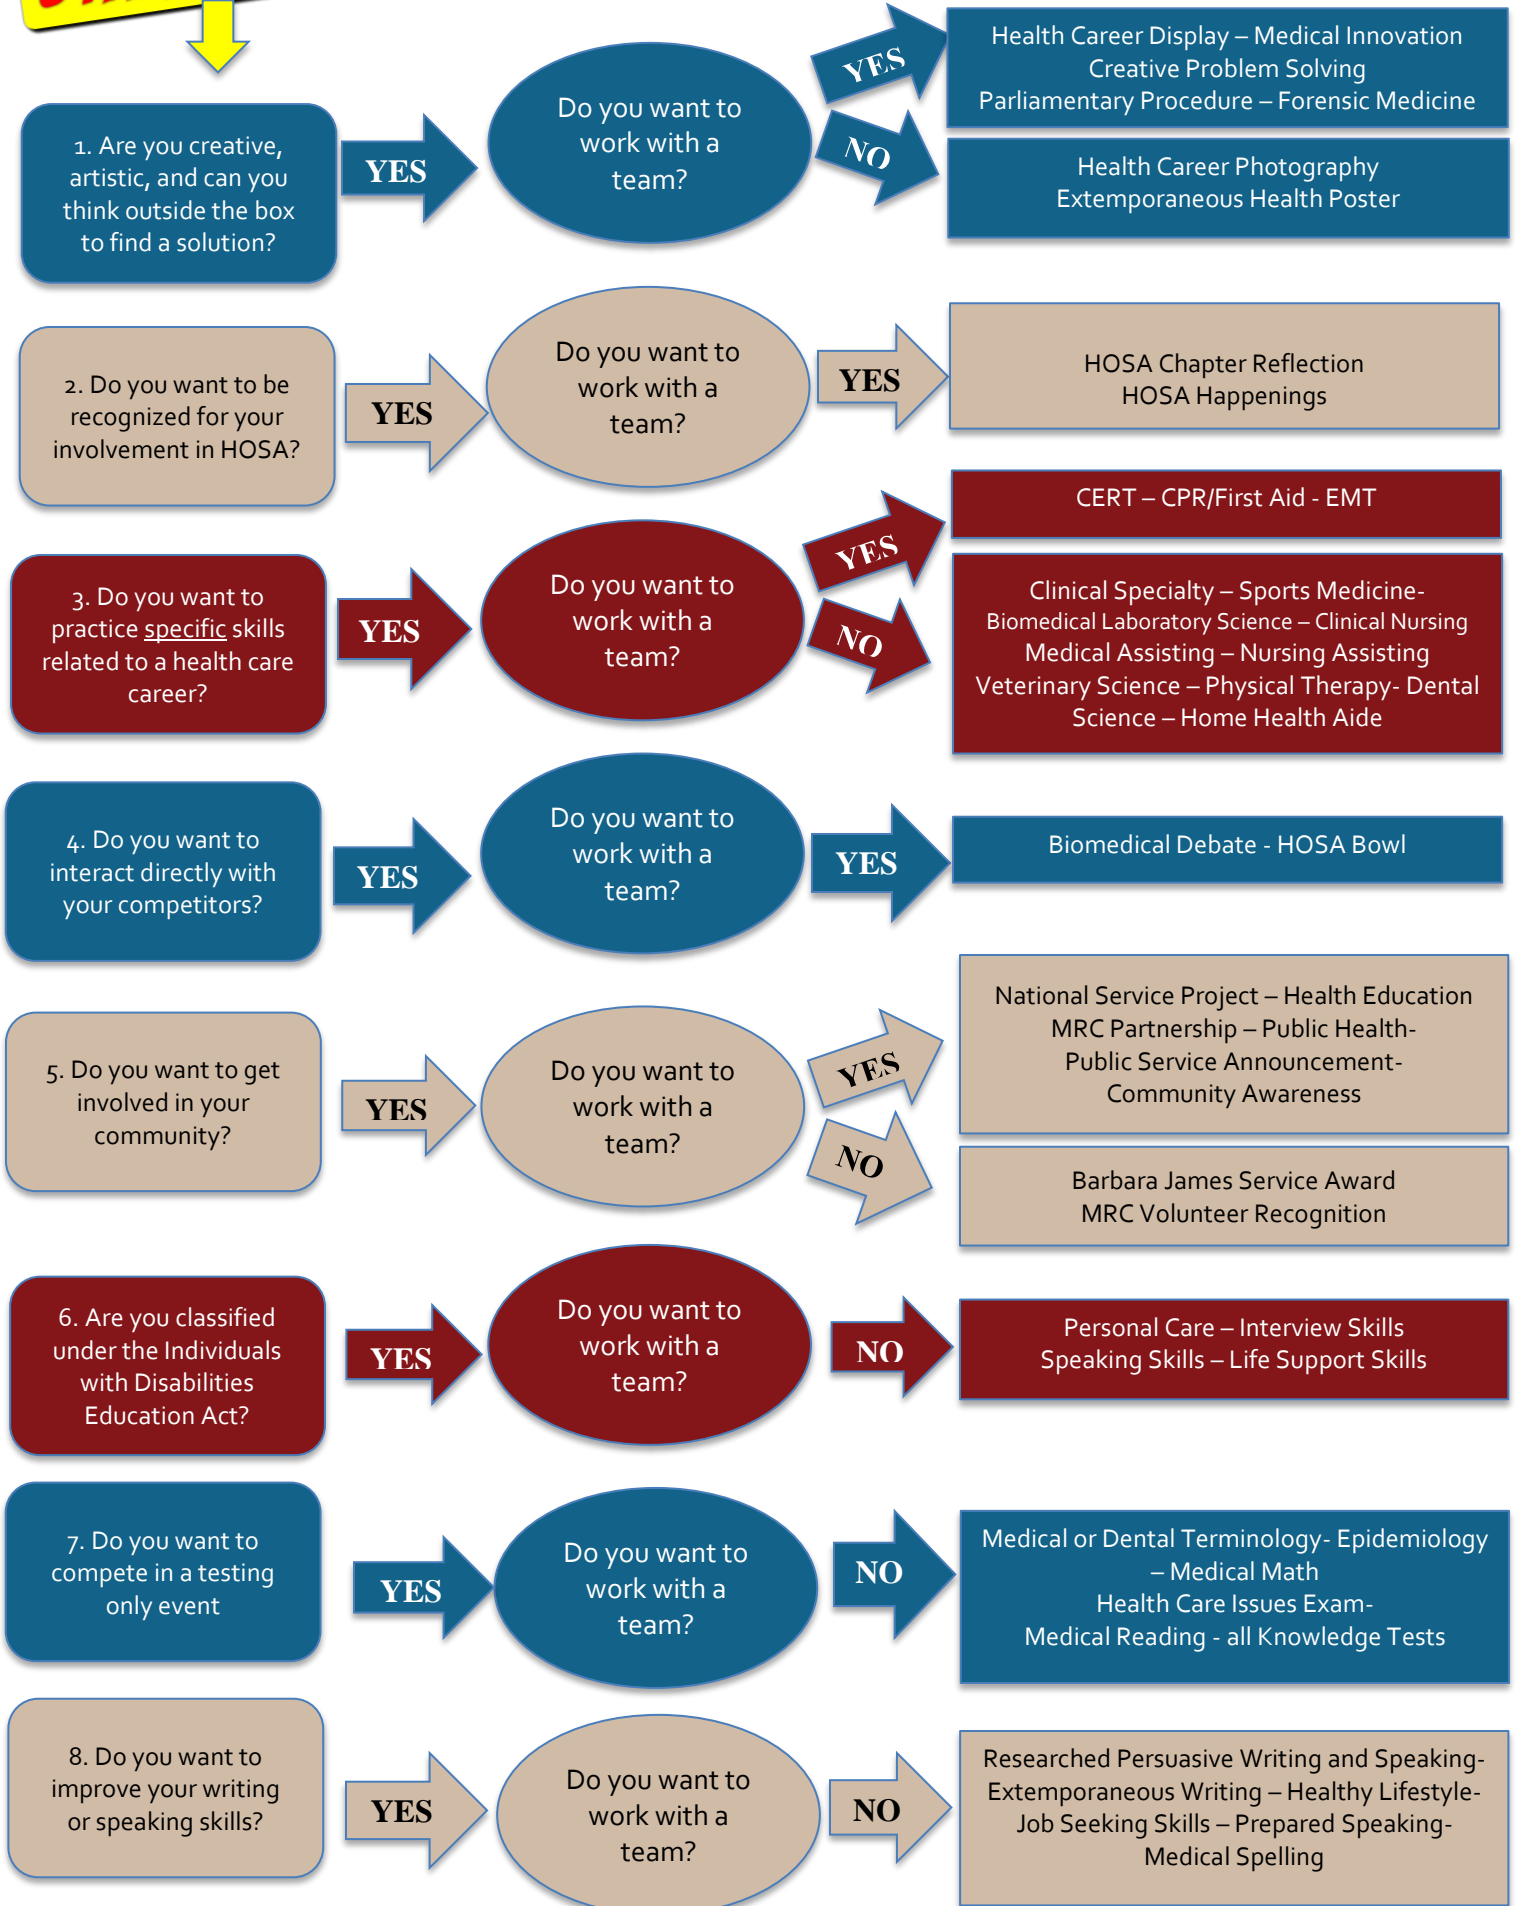 1. Are you creative,
artistic, and can you
think outside the box
to find a solution?
YES
Do you want to
work with a
team?
YES
Health Career Display – Medical Innovation
Creative Problem Solving
Parliamentary Procedure – Forensic Medicine
NO
Health Career Photography
Extemporaneous Health Poster
2. Do you want to be
recognized for your
involvement in HOSA?
YES
Do you want to
work with a
team?
YES
HOSA Chapter Reflection
HOSA Happenings
3. Do you want to
practice specific skills
related to a health care
career?
YES
Do you want to
work with a
team?
YES
CERT – CPR/First Aid - EMT
NO
Clinical Specialty – Sports Medicine-
Biomedical Laboratory Science – Clinical Nursing
Medical Assisting – Nursing Assisting
Veterinary Science – Physical Therapy- Dental
Science – Home Health Aide
4. Do you want to
interact directly with
your competitors?
YES
Do you want to
work with a
team?
YES
Biomedical Debate - HOSA Bowl
5. Do you want to get
involved in your
community?
YES
Do you want to
work with a
team?
YES
National Service Project – Health Education
MRC Partnership – Public Health-
Public Service Announcement-
Community Awareness
NO
Barbara James Service Award
MRC Volunteer Recognition
6. Are you classified
under the Individuals
with Disabilities
Education Act?
YES
Do you want to
work with a
team?
NO
Personal Care – Interview Skills
Speaking Skills – Life Support Skills
7. Do you want to
compete in a testing
only event
YES
Do you want to
work with a
team?
NO
Medical or Dental Terminology- Epidemiology
– Medical Math
Health Care Issues Exam-
Medical Reading - all Knowledge Tests
8. Do you want to
improve your writing
or speaking skills?
YES
Do you want to
work with a
team?
NO
Researched Persuasive Writing and Speaking-
Extemporaneous Writing – Healthy Lifestyle-
Job Seeking Skills – Prepared Speaking-
Medical Spelling